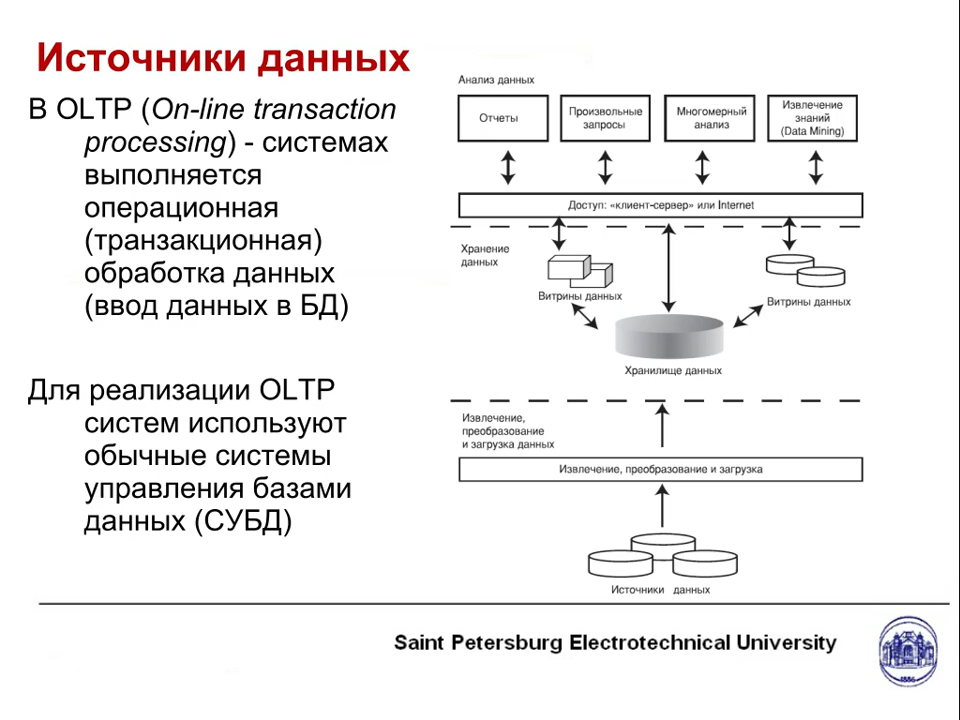 Источники данных
В OLTP (On-line transaction
processing) - системах
выполняется
операционная
(транзакционная)
обработка данных
(ввод данных в БД)
Для реализации OLTP
систем используют
обычные системы
управления базами
данных (СУБД)
Анализ данных
Отчеты
Произвольные
запросы
Многомерный
анализ
Извлечение
знаний
(Data Mining)
Доступ: «клиент-сервер» или Internet
Хранение
данных
Витрины данных
Витрины данных
Хранилище данных
Извлечение,
преобразование
и загрузка данных
Извлечение, преобразование и загрузка
Источники данных
Saint Petersburg Electrotechnical University
1886